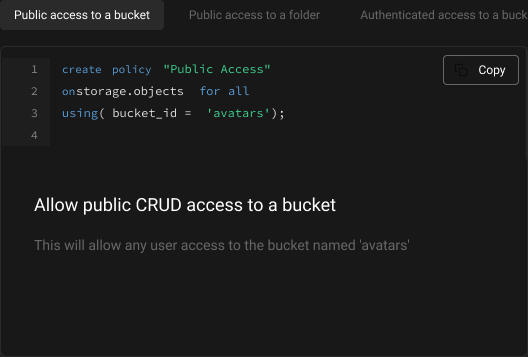 Public access to a bucket Public access to a folder Authenticated access to a buck
Copy
1 create policy "Public Access"
2 onstorage.objects for all
3 using( bucket_id = 'avatars');
4
Allow public CRUD access to a bucket
This will allow any user access to the bucket named 'avatars'